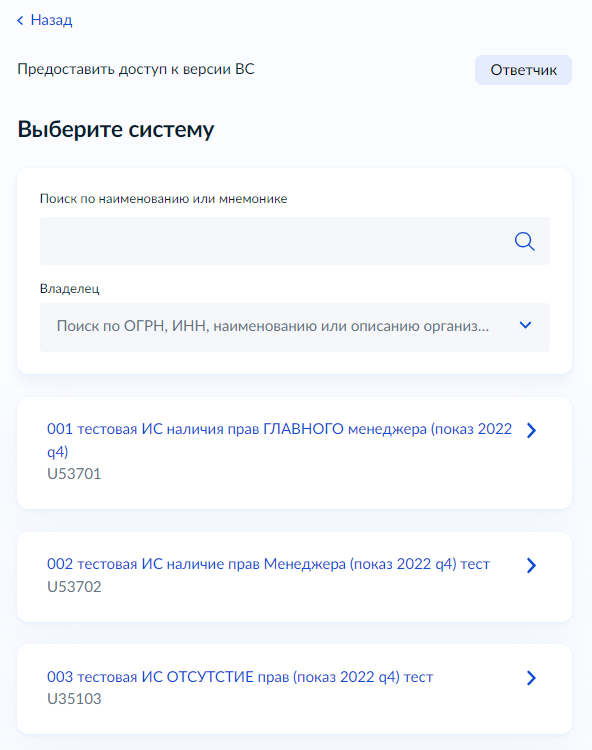 Назад
Предоставить доступ к версии ВС
Ответчик
Выберите систему
Поиск по наименованию или мнемонике
Владелец
Поиск по ОГРН, ИНН, наименованию или описанию организ...
001 тестовая ИС наличия прав ГЛАВНОГО менеджера (показ 2022
q4)
U53701
002 тестовая ИС наличие прав Менеджера (показ 2022 q4) тест
U53702
003 тестовая ИС ОТСУТСТИЕ прав (показ 2022 q4) тест
U35103